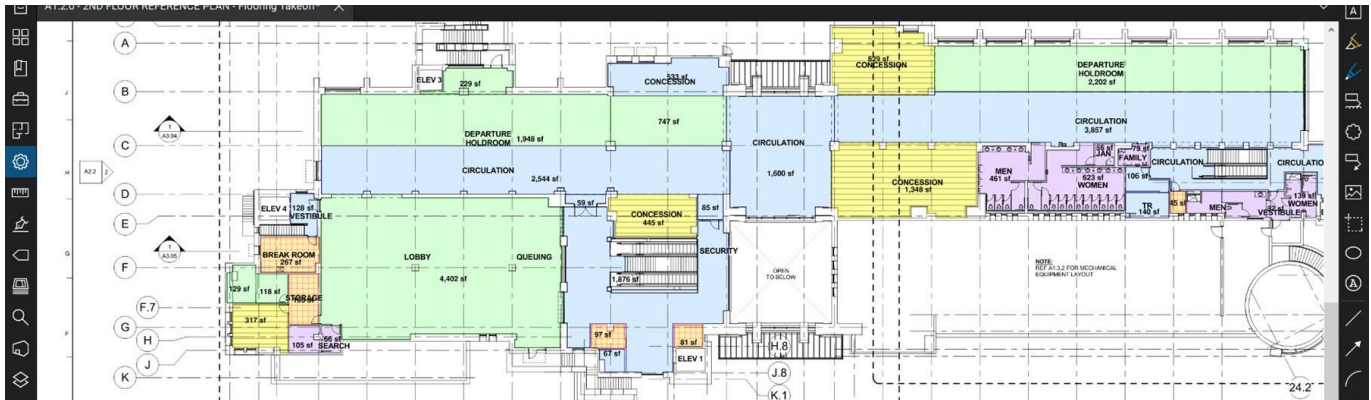 A1.2.0 - 2ND FLOOR REFERENCE PLAN - Flooring Takeoff*
A
B
C
D
E
F
F.7
G
H
J
K
J
H
G
F
1
A3.04
A2.2 2
1
A3.05
ELEV 3
229 sf
533 sf
CONCESSION
829 sf
CONCESSION
DEPARTURE
HOLDROOM
2,202 sf
DEPARTURE
HOLDROOM 1,948 sf
747 sf
CIRCULATION
3,857 sf
CIRCULATION
1,600 sf
CIRCULATION
2,544 sf
CONCESSION
1,348 sf
MEN
461 sf
56 sf
JAN
79 sf
FAMILY
623 sf
WOMEN
106 sf
CIRCULATION
CIRCULATIO
TR
140 sf
45 sf
MEN
VESTIBULE
139 sf
WOMEN
ELEV 4
128 sf
VESTIBULE
59 sf
CONCESSION
445 sf
85 sf
SECURITY
BREAK ROOM
267 sf
LOBBY
QUEUING
4,402 sf
1,876 sf
OPEN
TO BELOW
NOTE:
REF A1.3.2 FOR MECHANICAL
EQUIPMENT LAYOUT
129 sf
118 sf
STORAGE
317 sf
105 sf
66 sf
SEARCH
97 sf
67 sf
81 sf
ELEV 1
H.8
J.8
K.1
24.2